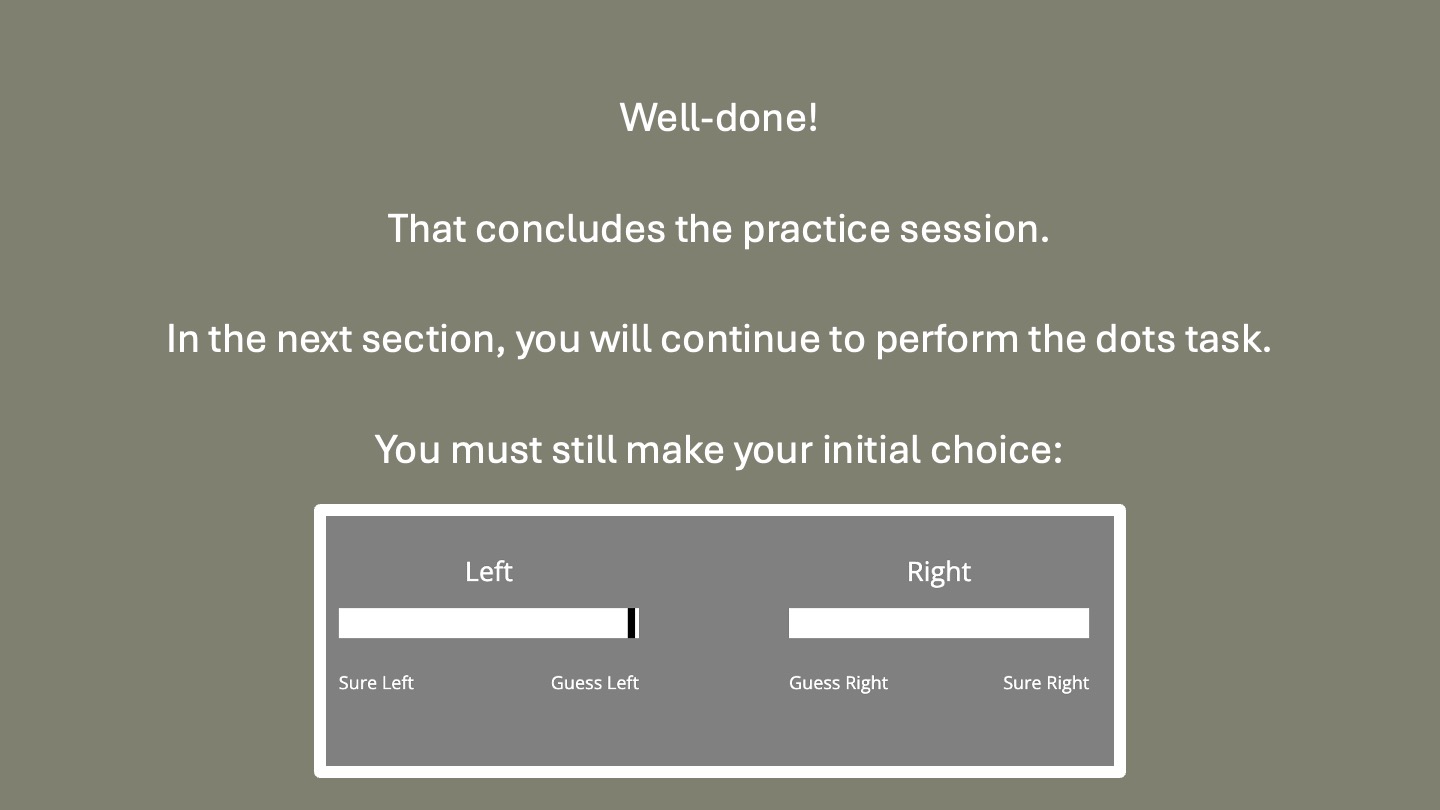 Well-done!
That concludes the practice session.
In the next section, you will continue to perform the dots task.
You must still make your initial choice:
Left Right
Sure Left Guess Left Guess Right Sure Right